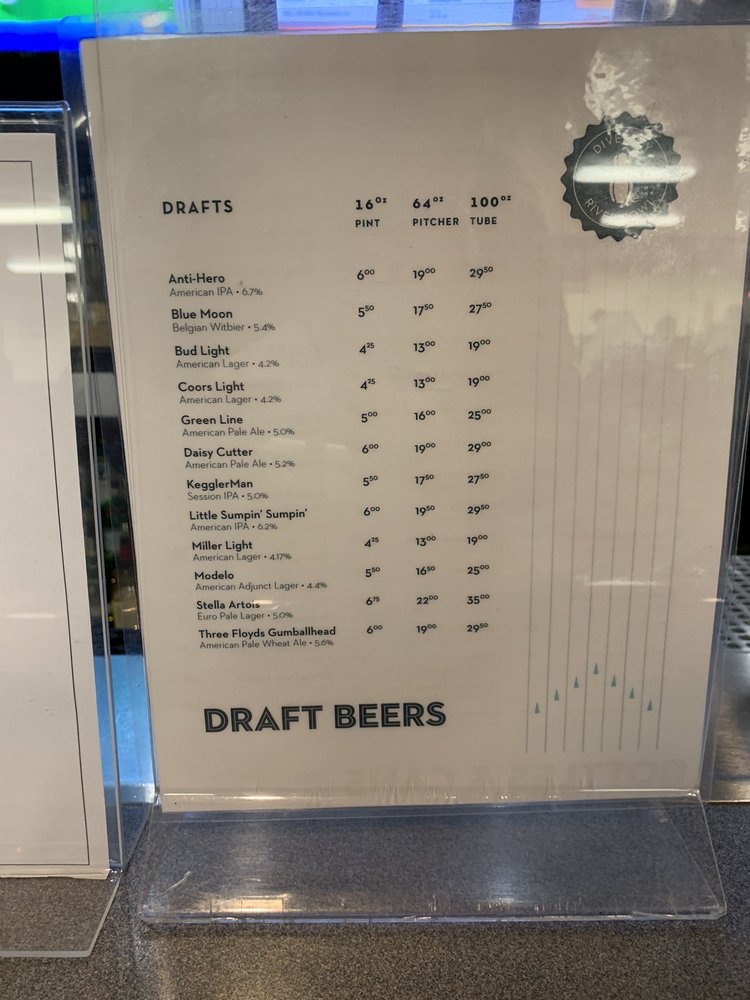 DRAFTS 16oz 64oz 100oz
PINT PITCHER TUBE
Anti-Hero 6⁰⁰ 19⁰⁰ 29⁵⁰
American IPA • 6.7%
Blue Moon 5⁵⁰ 17⁵⁰ 27⁵⁰
Belgian Witbier • 5.4%
Bud Light 4²⁵ 13⁰⁰ 19⁰⁰
American Lager • 4.2%
Coors Light 4²⁵ 13⁰⁰ 19⁰⁰
American Lager • 4.2%
Green Line 5⁰⁰ 16⁰⁰ 25⁰⁰
American Pale Ale • 5.0%
Daisy Cutter 6⁰⁰ 19⁰⁰ 29⁰⁰
American Pale Ale • 5.2%
KegglerMan 5⁵⁰ 17⁵⁰ 27⁵⁰
Session IPA • 5.0%
Little Sumpin' Sumpin' 6⁰⁰ 19⁵⁰ 29⁵⁰
American IPA • 6.2%
Miller Light 4²⁵ 13⁰⁰ 19⁰⁰
American Lager • 4.17%
Modelo 5⁵⁰ 16⁵⁰ 25⁰⁰
American Adjunct Lager • 4.4%
Stella Artois 6⁷⁵ 22⁰⁰ 35⁰⁰
Euro Pale Lager • 5.0%
Three Floyds Gumballhead 6⁰⁰ 19⁰⁰ 29⁵⁰
American Pale Wheat Ale • 5.6%
DRAFT BEERS